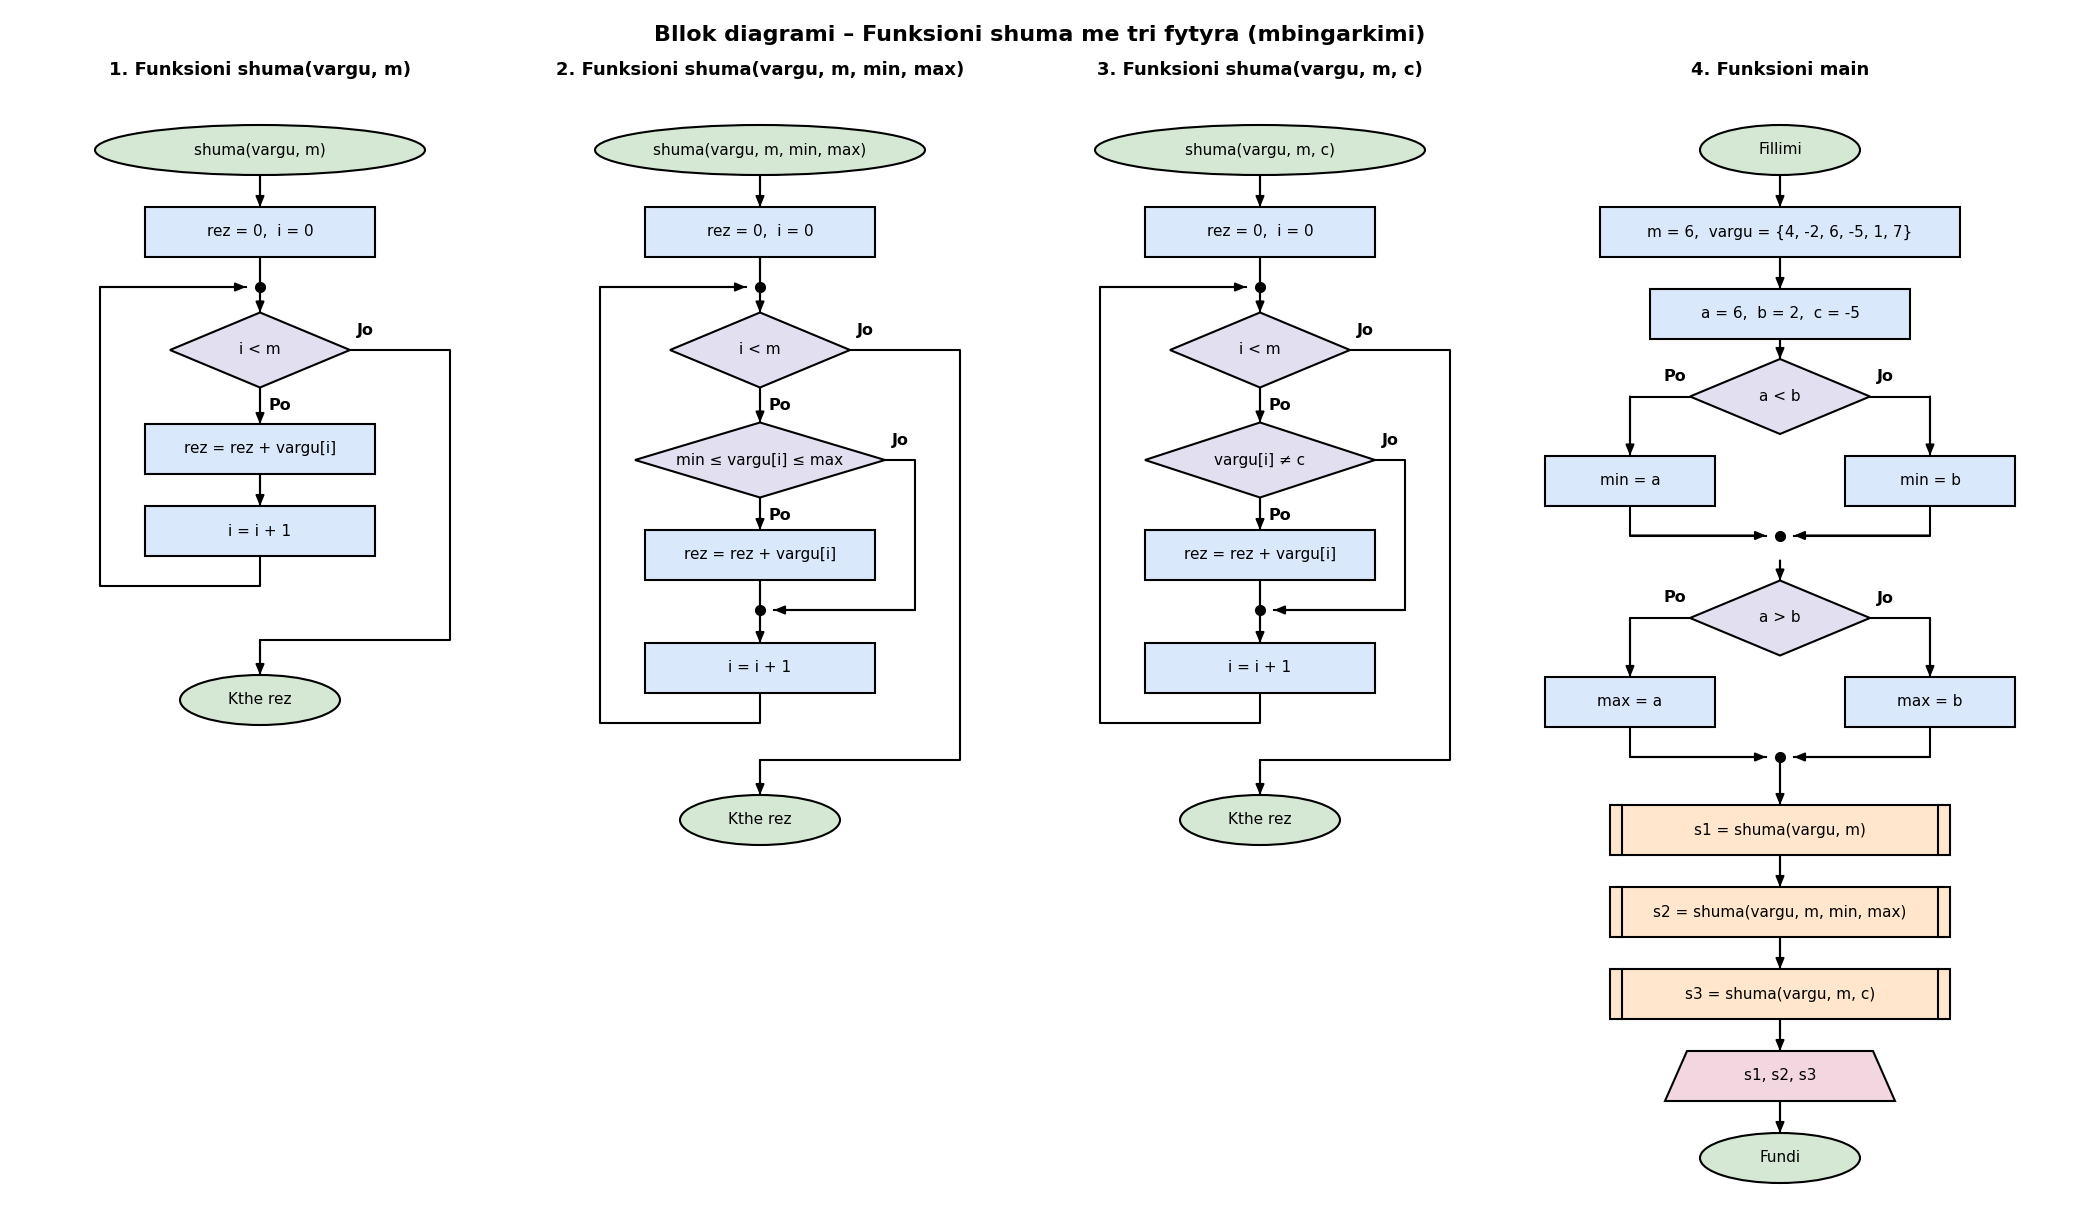 Bllok diagrami – Funksioni shuma me tri fytyra (mbingarkimi)
1. Funksioni shuma(vargu, m)
shuma(vargu, m)
rez = 0,  i = 0
i < m
Jo
Po
rez = rez + vargu[i]
i = i + 1
Kthe rez
2. Funksioni shuma(vargu, m, min, max)
shuma(vargu, m, min, max)
rez = 0,  i = 0
i < m
Jo
Po
min ≤ vargu[i] ≤ max
Jo
Po
rez = rez + vargu[i]
i = i + 1
Kthe rez
3. Funksioni shuma(vargu, m, c)
shuma(vargu, m, c)
rez = 0,  i = 0
i < m
Jo
Po
vargu[i] ≠ c
Jo
Po
rez = rez + vargu[i]
i = i + 1
Kthe rez
4. Funksioni main
Fillimi
m = 6,  vargu = {4, -2, 6, -5, 1, 7}
a = 6,  b = 2,  c = -5
Po
a < b
Jo
min = a
min = b
Po
a > b
Jo
max = a
max = b
s1 = shuma(vargu, m)
s2 = shuma(vargu, m, min, max)
s3 = shuma(vargu, m, c)
s1, s2, s3
Fundi